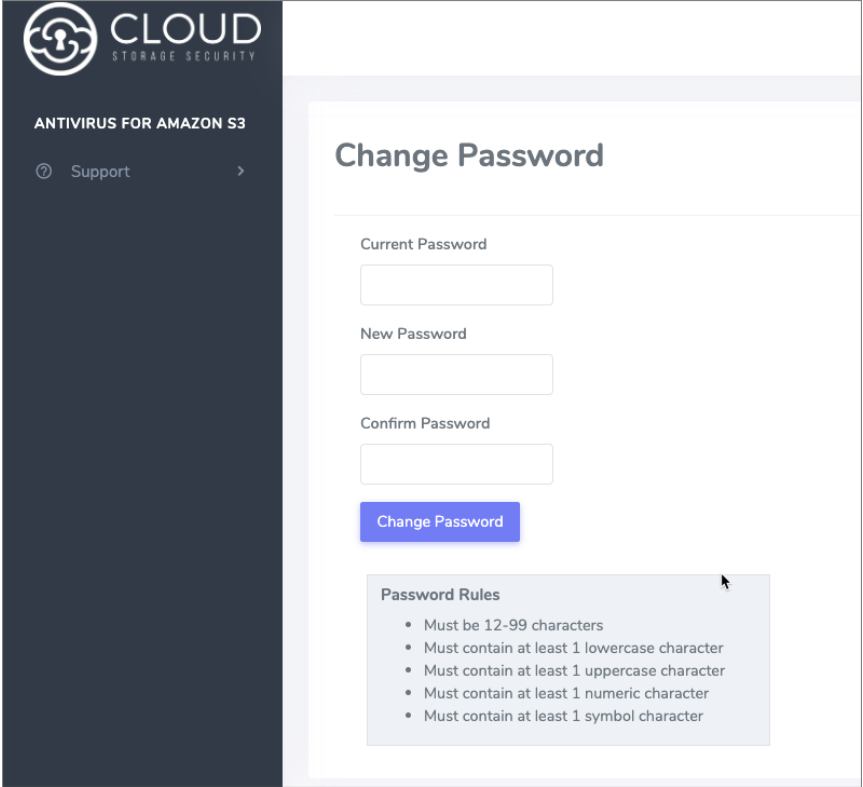 CLOUD
STORAGE SECURITY
ANTIVIRUS FOR AMAZON S3
Support
Change Password
Current Password
New Password
Confirm Password
Change Password
Password Rules
• Must be 12-99 characters
• Must contain at least 1 lowercase character
• Must contain at least 1 uppercase character
• Must contain at least 1 numeric character
• Must contain at least 1 symbol character